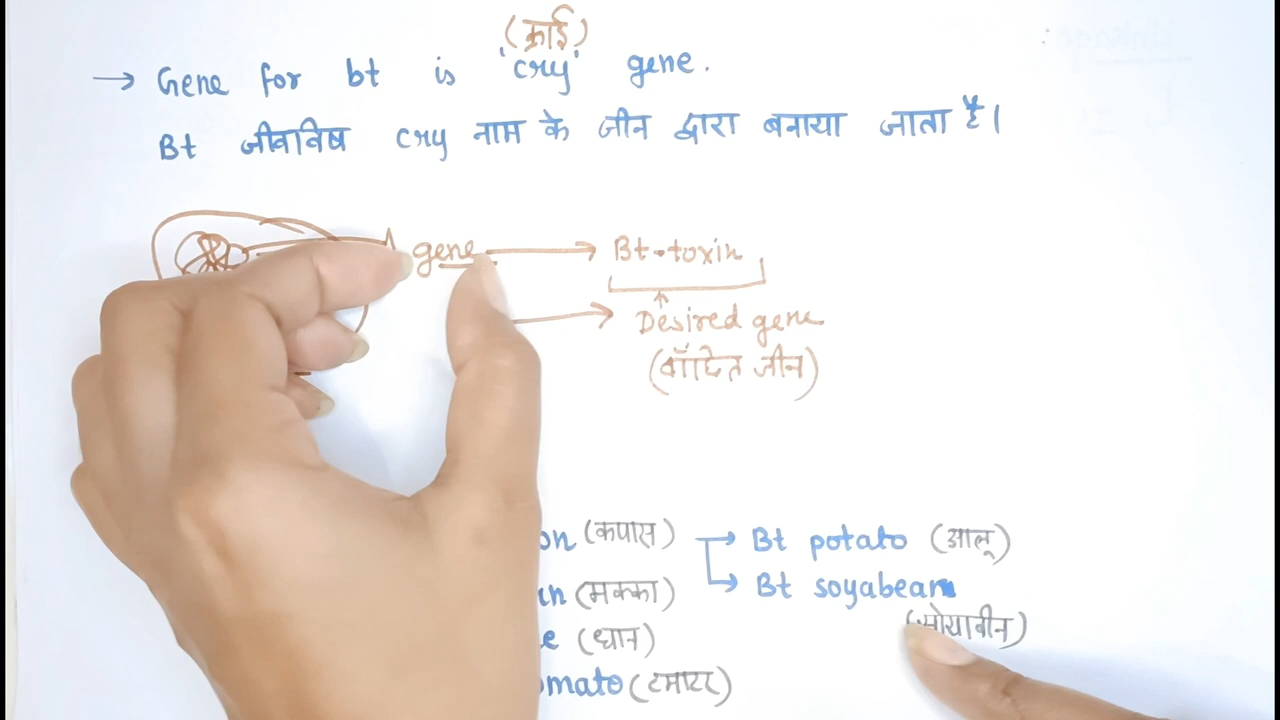 (क्राई)
→ Gene for bt is 'cry' gene.
Bt जीवविष cry नाम के जीन द्वारा बनाया जाता है।
gene → Bt-toxin
→ Desired gene
(वाँछित जीन)
on (कपास) → Bt potato (आलू)
→ Bt soyabean
(सोयाबीन)
(मक्का)
e (धान)
omato (टमाटर)